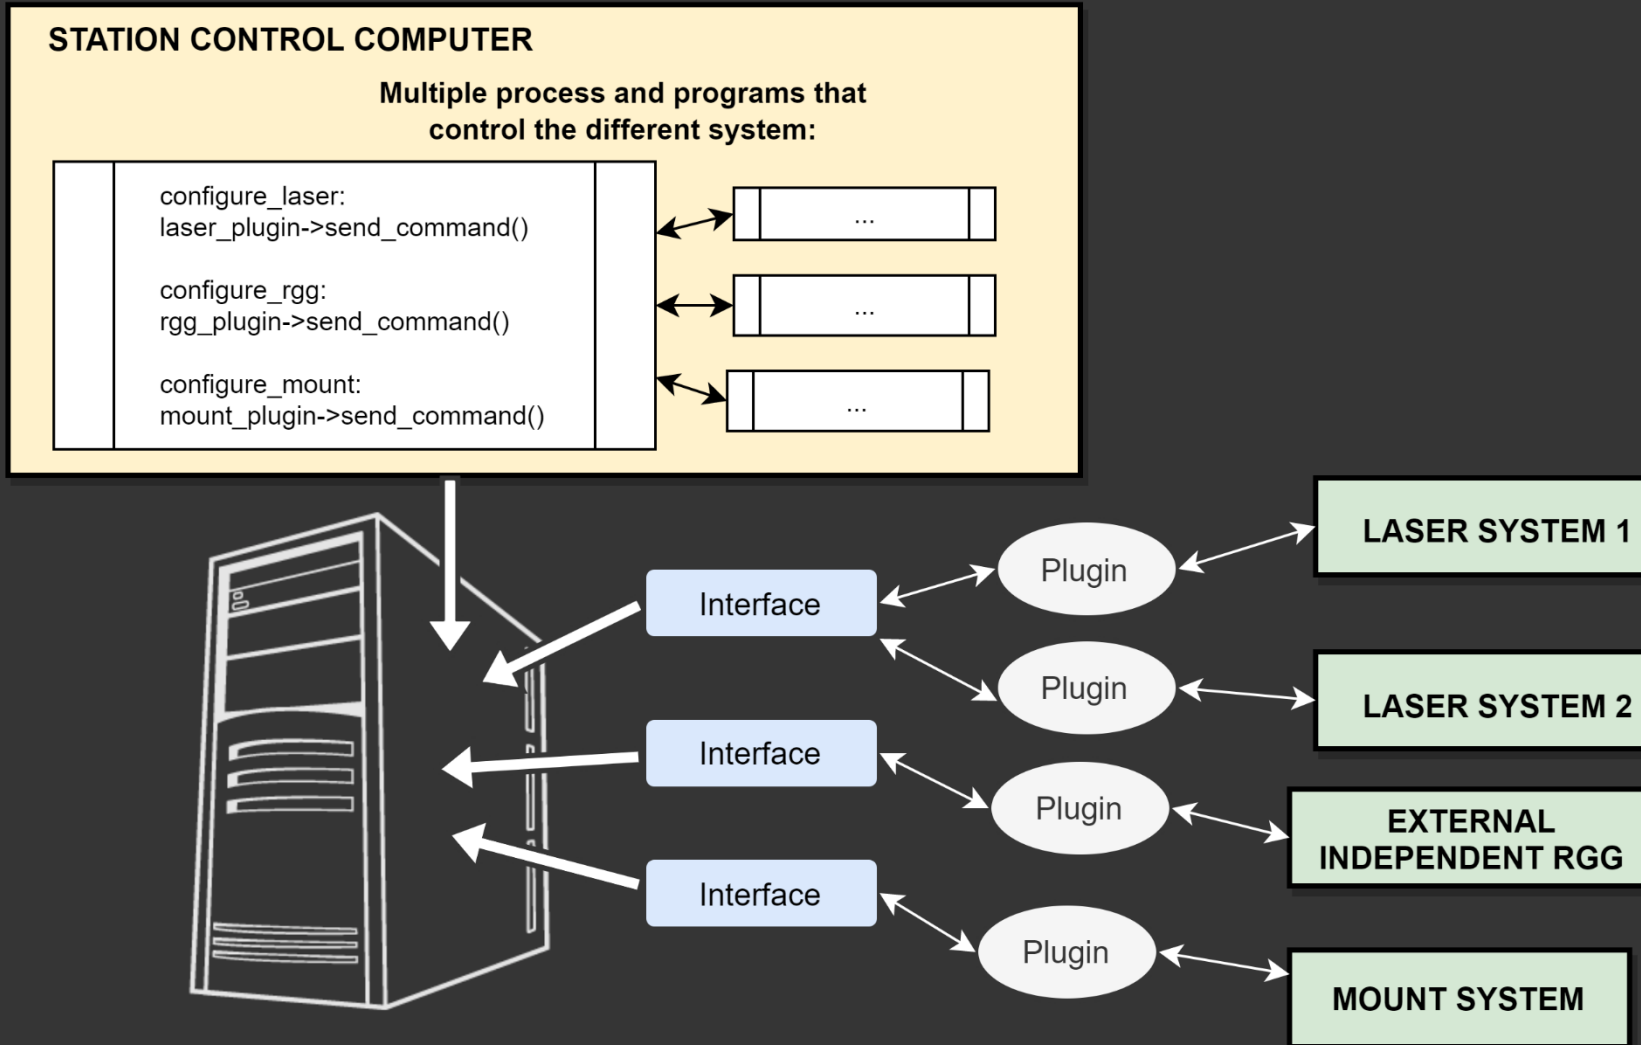 STATION CONTROL COMPUTER
Multiple process and programs that
control the different system:
configure_laser:
laser_plugin->send_command()
configure_rgg:
rgg_plugin->send_command()
configure_mount:
mount_plugin->send_command()
...
...
...
Interface
Plugin
LASER SYSTEM 1
Plugin
LASER SYSTEM 2
Interface
Plugin
EXTERNAL
INDEPENDENT RGG
Interface
Plugin
MOUNT SYSTEM